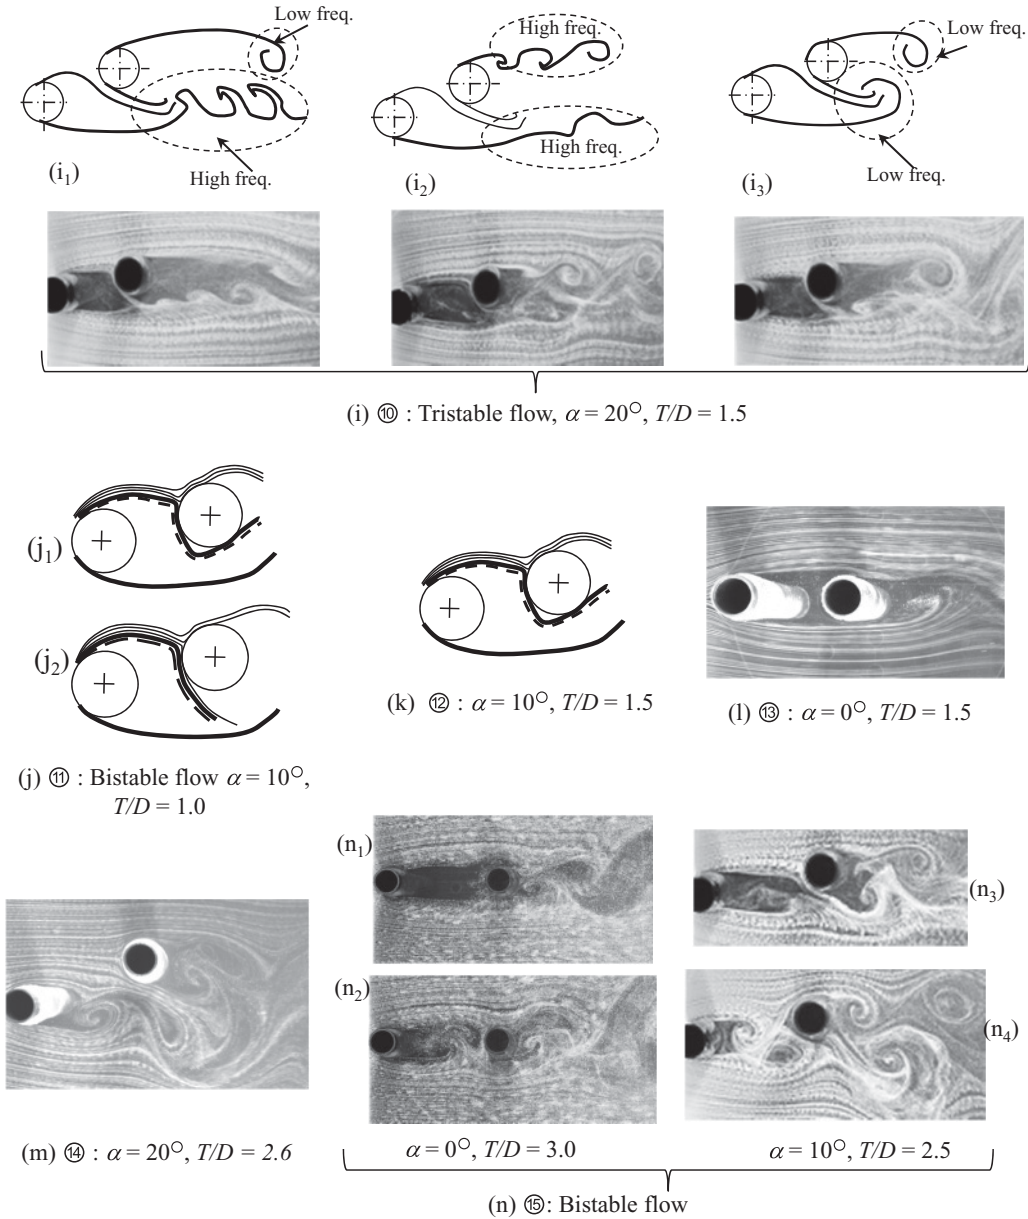 Low freq.
High freq.
(i₁)
High freq.
High freq.
(i₂)
Low freq.
Low freq.
(i₃)
(i) ⑩ : Tristable flow, α = 20○, T/D = 1.5
(j₁)
(j₂)
(j) ⑪ : Bistable flow α = 10○,
T/D = 1.0
(k) ⑫ : α = 10○, T/D = 1.5
(l) ⑬ : α = 0○, T/D = 1.5
(m) ⑭ : α = 20○, T/D = 2.6
(n₁)
(n₂)
(n₃)
(n₄)
α = 0○, T/D = 3.0
α = 10○, T/D = 2.5
(n) ⑮: Bistable flow